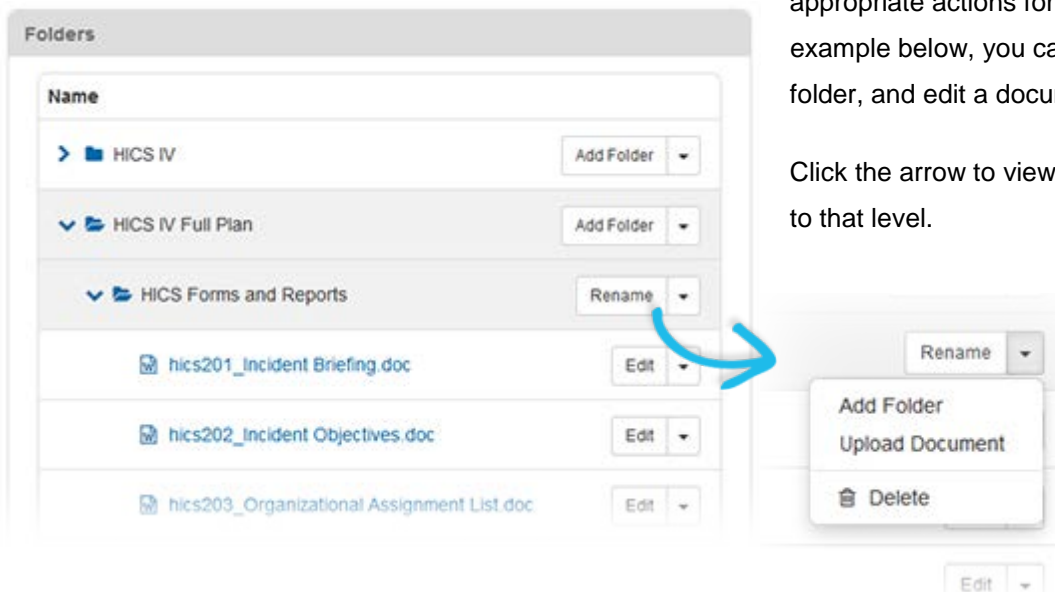 Folders
Name
HICS IV Add Folder
HICS IV Full Plan Add Folder
HICS Forms and Reports Rename
hics201_Incident Briefing.doc Edit
hics202_Incident Objectives.doc Edit
hics203_Organizational Assignment List.doc Edit
appropriate actions for
example below, you ca
folder, and edit a docu
Click the arrow to view
to that level.
Rename
Add Folder
Upload Document
Delete
Edit